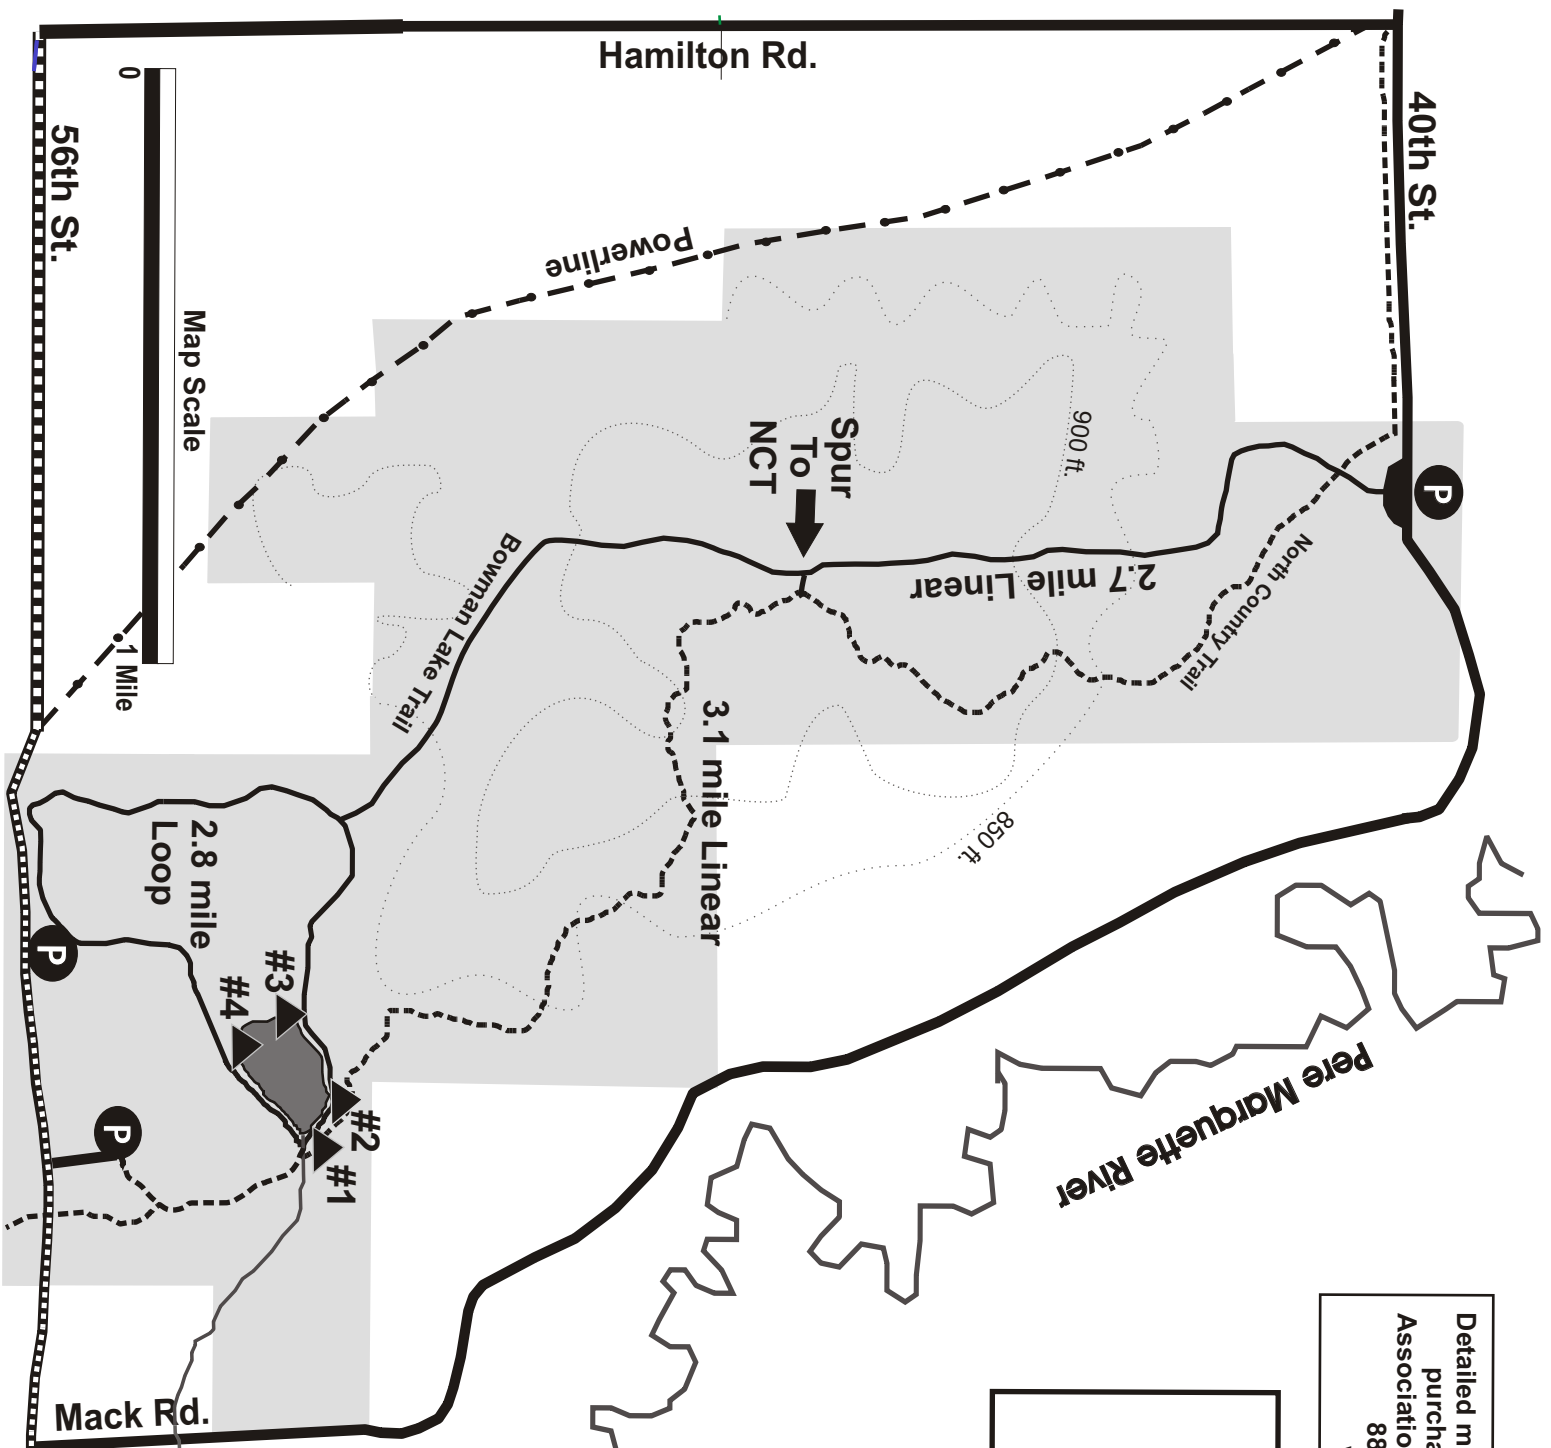 Hamilton Rd.
40th St.
56th St.
0
Map Scale
1 Mile
Powerline
900 ft.
Spur
To
NCT
P
North Country Trail
2.7 mile Linear
Bowman Lake Trail
3.1 mile Linear
850 ft.
2.8 mile
Loop
P
#3
#4
#2
#1
P
Pere Marquette River
Mack Rd.
Detailed m
purcha
Associatio
88